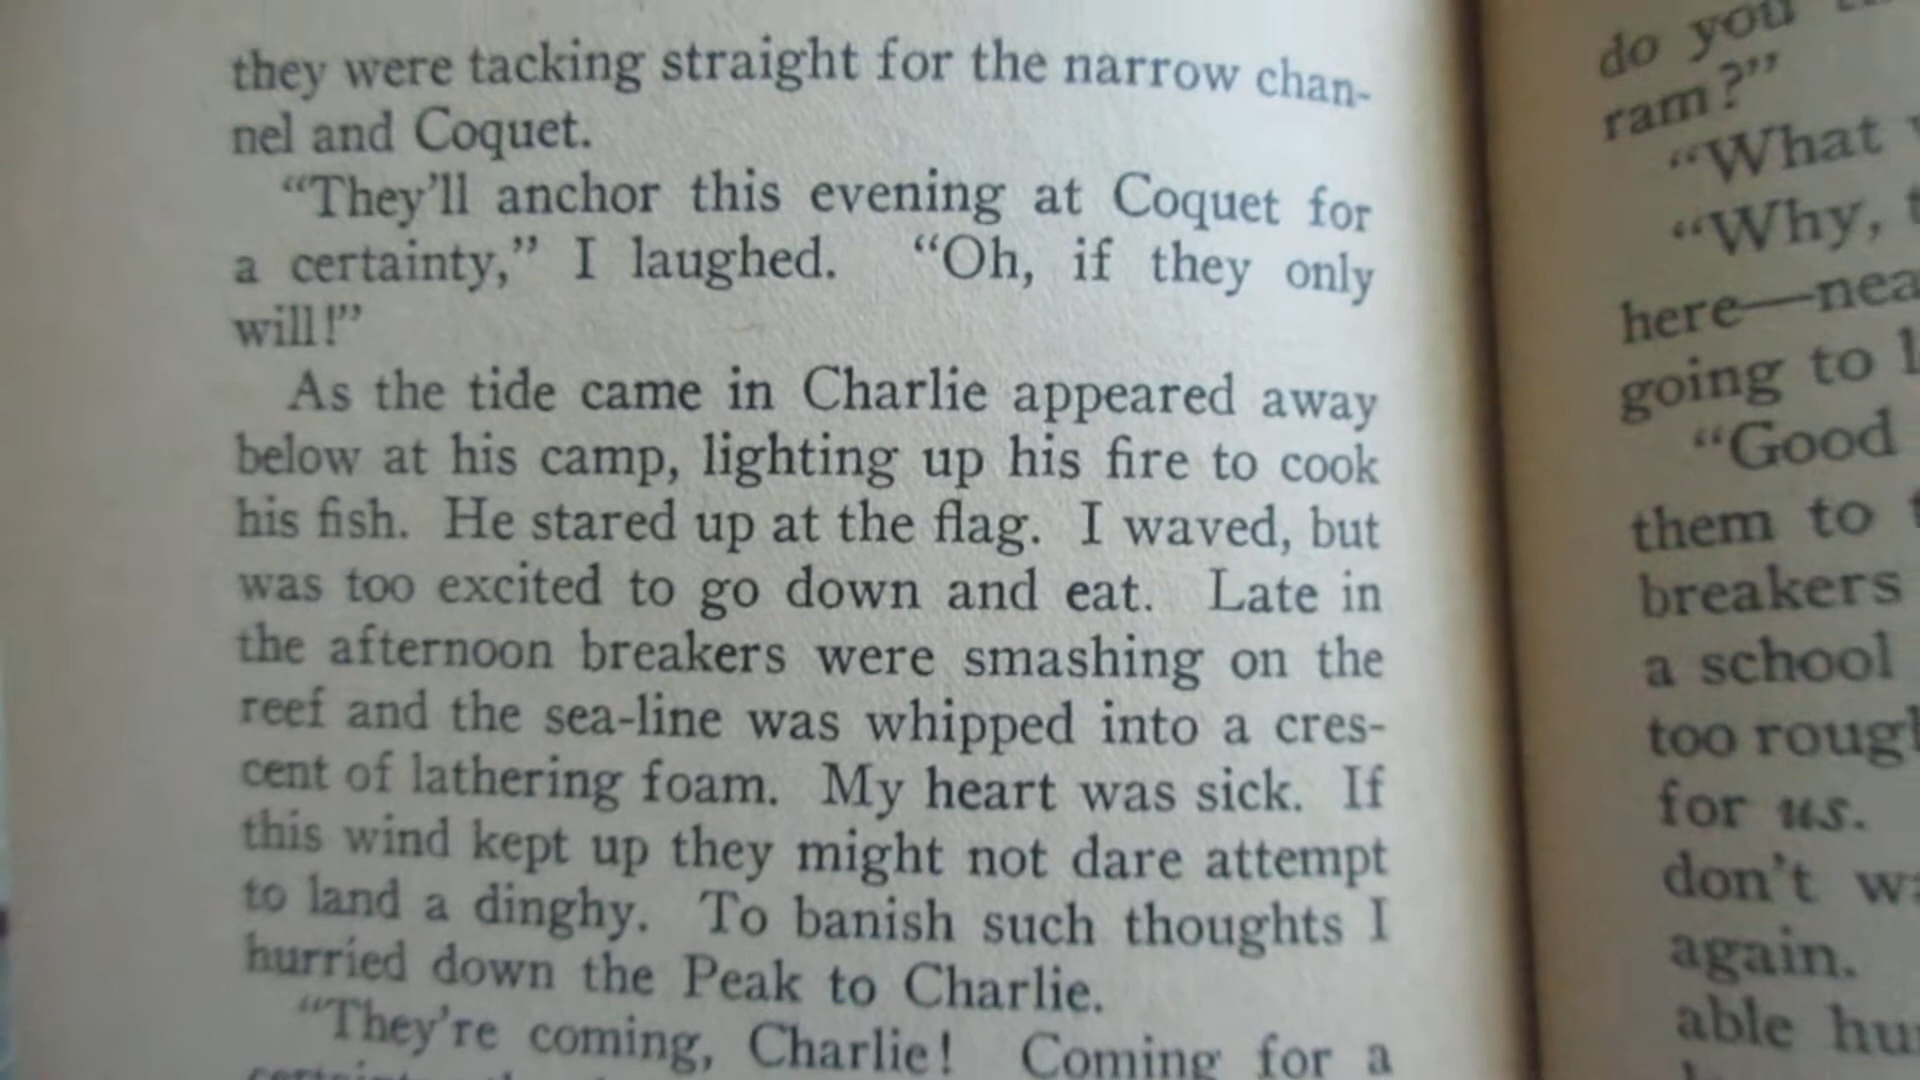 they were tacking straight for the narrow chan-
nel and Coquet.
“They’ll anchor this evening at Coquet for
a certainty,” I laughed. “Oh, if they only
will!”
As the tide came in Charlie appeared away
below at his camp, lighting up his fire to cook
his fish. He stared up at the flag. I waved, but
was too excited to go down and eat. Late in
the afternoon breakers were smashing on the
reef and the sea-line was whipped into a cres-
cent of lathering foam. My heart was sick. If
this wind kept up they might not dare attempt
to land a dinghy. To banish such thoughts I
hurried down the Peak to Charlie.
“They’re coming, Charlie! Coming for a
do you
ram?”
“What
“Why,
here—nea
going to
“Good
them to
breakers
a school
too rough
for us.
don’t
again.
able